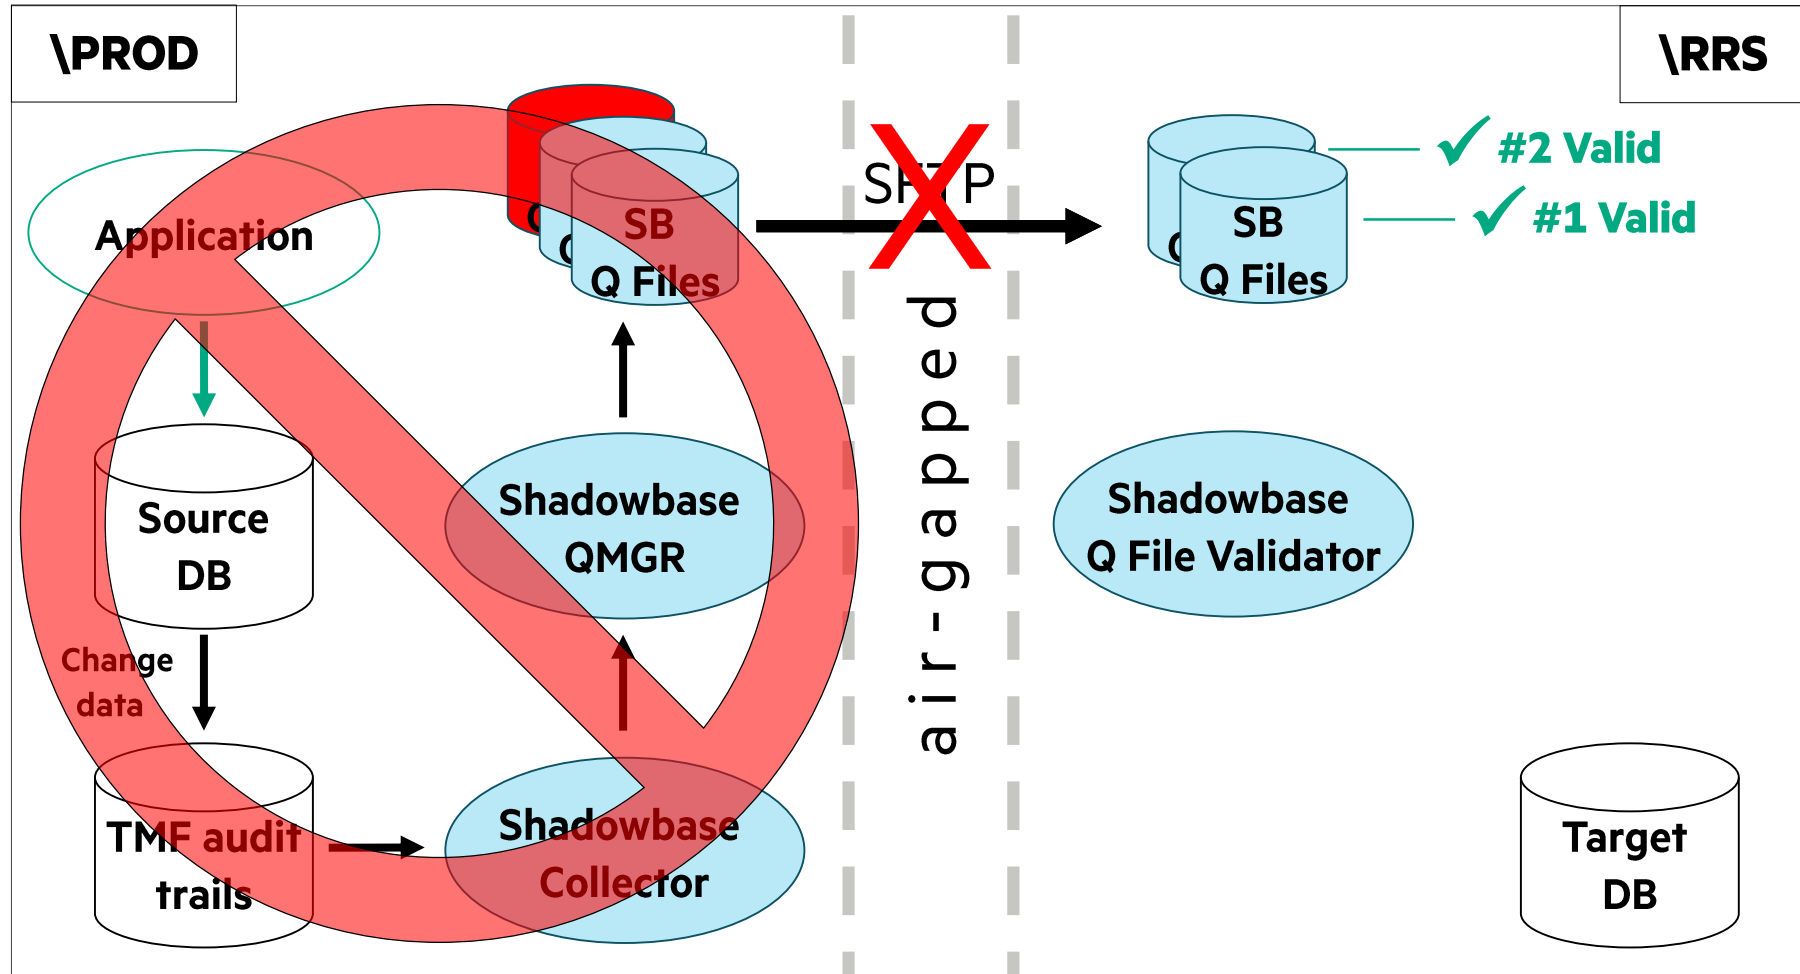 \PROD
\RRS
Application
Source
DB
Change
data
TMF audit
trails
Q
Q
SB
Q Files
Shadowbase
QMGR
Shadowbase
Collector
SFTP
air-gapped
Q
SB
Q Files
#2 Valid
#1 Valid
Shadowbase
Q File Validator
Target
DB